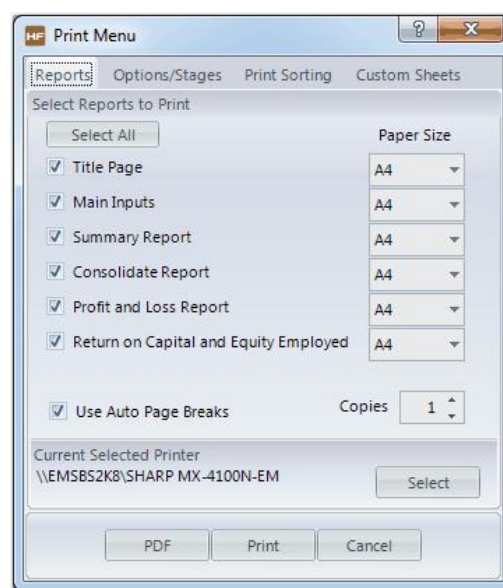 HF Print Menu ? X
Reports Options/Stages Print Sorting Custom Sheets
Select Reports to Print
Select All Paper Size
Title Page A4
Main Inputs A4
Summary Report A4
Consolidate Report A4
Profit and Loss Report A4
Return on Capital and Equity Employed A4
Use Auto Page Breaks Copies 1
Current Selected Printer
\\EMSBS2K8\SHARP MX-4100N-EM
Select
PDF Print Cancel